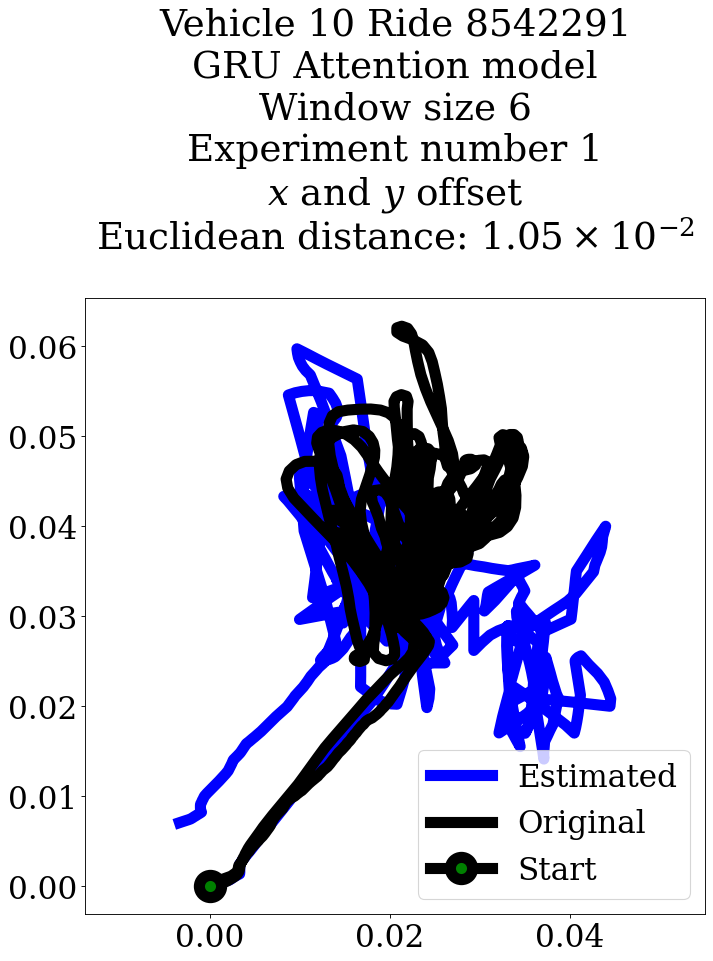 Vehicle 10 Ride 8542291
GRU Attention model
Window size 6
Experiment number 1
x and y offset
Euclidean distance: 1.05 × 10⁻²
0.06
0.05
0.04
0.03
0.02
0.01
0.00
Estimated
Original
Start
0.00 0.02 0.04